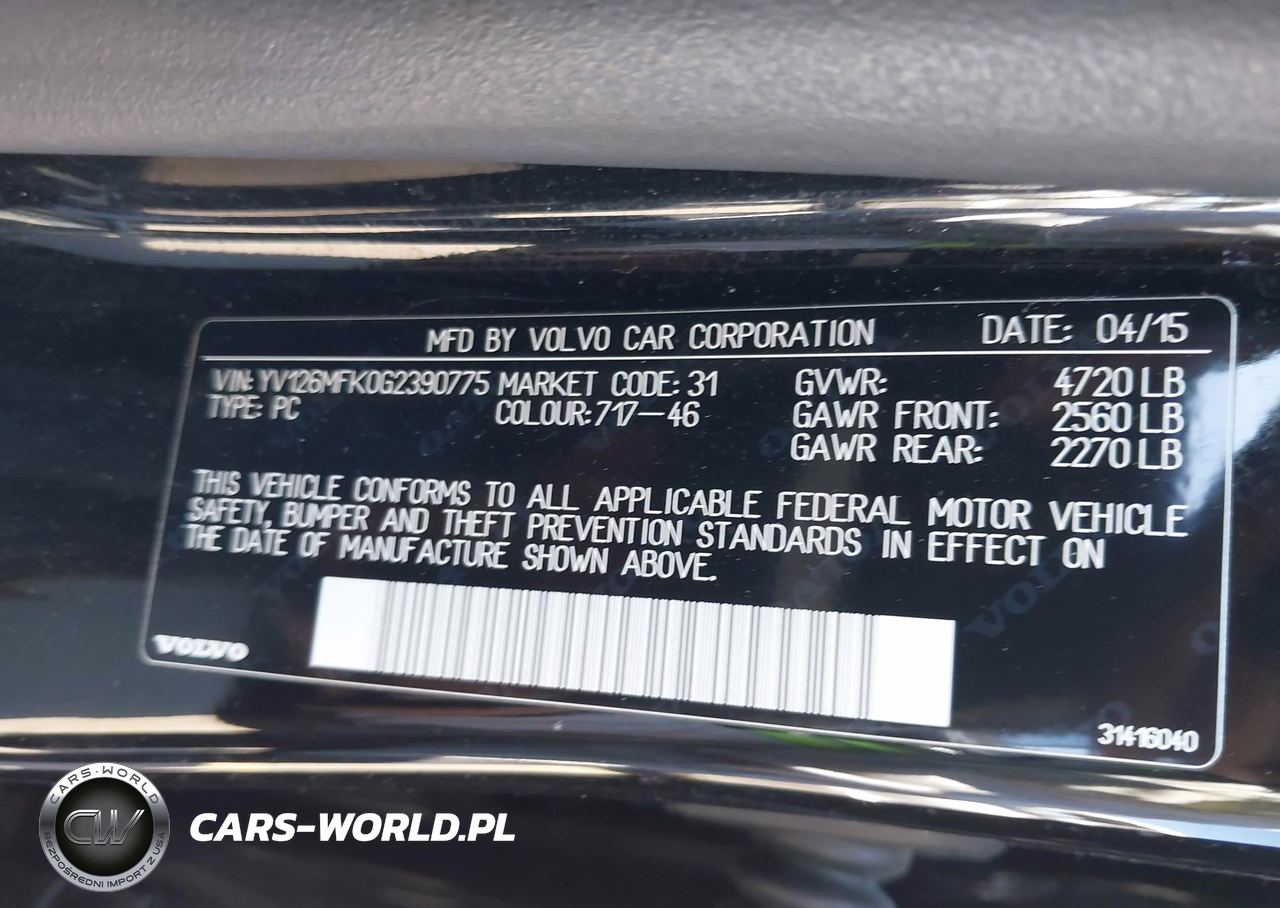 MFD BY VOLVO CAR CORPORATION DATE: 04/15
VIN: YV126MFK0G2390775 MARKET CODE: 31 GVWR: 4720 LB
TYPE: PC COLOUR: 717-46 GAWR FRONT: 2560 LB
GAWR REAR: 2270 LB
THIS VEHICLE CONFORMS TO ALL APPLICABLE FEDERAL MOTOR VEHICLE
SAFETY, BUMPER AND THEFT PREVENTION STANDARDS IN EFFECT ON
THE DATE OF MANUFACTURE SHOWN ABOVE.
VOLVO
31416040
CARS-WORLD
CW
BEZPOŚREDNI IMPORT Z USA
CARS-WORLD.PL